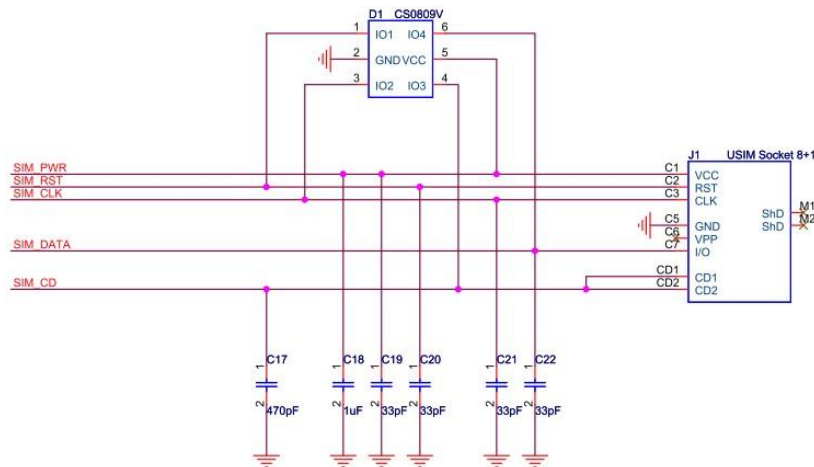 D1 CS0809V
1 IO1 IO4 6
2 GND VCC 5
3 IO2 IO3 4
J1 USIM Socket 8+1
SIM_PWR C1 VCC
SIM_RST C2 RST
SIM_CLK C3 CLK
ShD M1
C5 GND ShD M2
C6 VPP
SIM_DATA C7 I/O
CD1 CD1
SIM_CD CD2 CD2
1 C17 1 C18 1 C19 1 C20 1 C21 1 C22
2 470pF 2 1uF 2 33pF 2 33pF 2 33pF 2 33pF